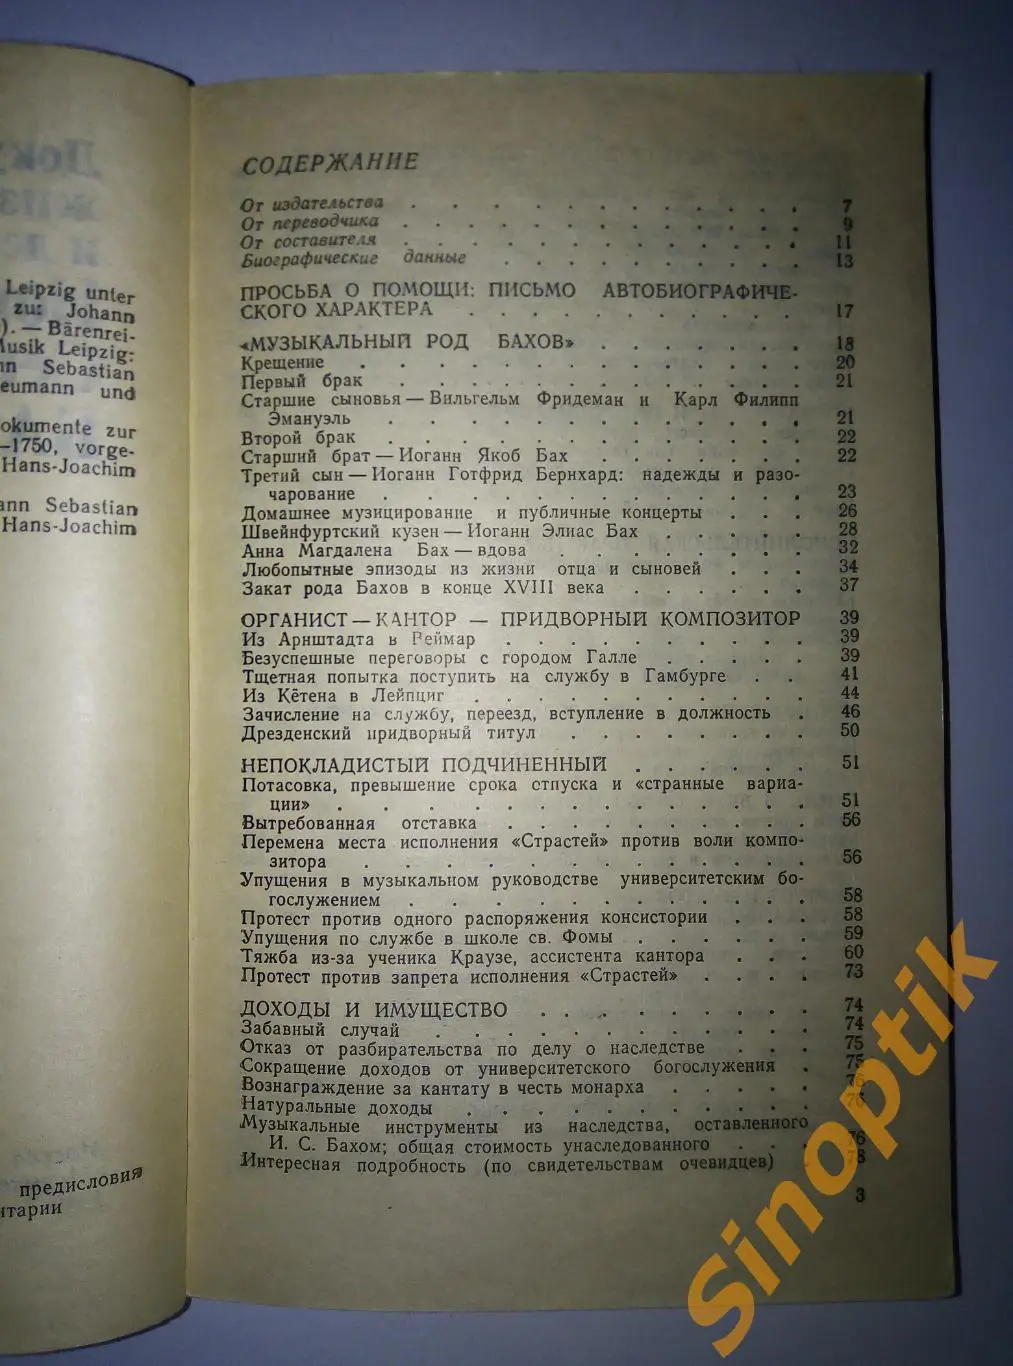 Leipzig unter
zu: Johann
). — Bärenrei-
Musik Leipzig:
Sebastian
und
zur
—1750, vorge-
Hans-Joachim
Sebastian
Hans-Joachim
предисловия
СОДЕРЖАНИЕ
От издательства . . . . . . . . . . . 7
От переводчика . . . . . . . . . . . 9
От составителя . . . . . . . . . . . 11
Биографические данные . . . . . . . . . 13
ПРОСЬБА О ПОМОЩИ: ПИСЬМО АВТОБИОГРАФИЧЕ-
СКОГО ХАРАКТЕРА . . . . . . . . . . . 17
«МУЗЫКАЛЬНЫЙ РОД БАХОВ» . . . . . . . 18
Крещение . . . . . . . . . . . . . 20
Первый брак . . . . . . . . . . . . 21
Старшие сыновья — Вильгельм Фридеман и Карл Филипп
Эмануэль . . . . . . . . . . . . 21
Второй брак . . . . . . . . . . . . 22
Старший брат — Иоганн Якоб Бах . . . . . . . 22
Третий сын — Иоганн Готфрид Бернхард: надежды и разо-
чарование . . . . . . . . . . . . 23
Домашнее музицирование и публичные концерты . . . 26
Швейнфуртский кузен — Иоганн Элиас Бах . . . . . 28
Анна Магдалена Бах — вдова . . . . . . . . 32
Любопытные эпизоды из жизни отца и сыновей . . . 34
Закат рода Бахов в конце XVIII века . . . . . . 37
ОРГАНИСТ — КАНТОР — ПРИДВОРНЫЙ КОМПОЗИТОР 39
Из Арнштадта в Веймар . . . . . . . . . . 39
Безуспешные переговоры с городом Галле . . . . . 39
Тщетная попытка поступить на службу в Гамбурге . . 41
Из Кётена в Лейпциг . . . . . . . . . . . 44
Зачисление на службу, переезд, вступление в должность . 46
Дрезденский придворный титул . . . . . . . . 50
НЕПОКЛАДИСТЫЙ ПОДЧИНЕННЫЙ . . . . . . 51
Потасовка, превышение срока отпуска и «странные вариа-
ции» . . . . . . . . . . . . . . 51
Вытребованная отставка . . . . . . . . . . 56
Перемена места исполнения «Страстей» против воли компо-
зитора . . . . . . . . . . . . . 56
Упущения в музыкальном руководстве университетским бо-
гослужением . . . . . . . . . . . 58
Протест против одного распоряжения консистории . . . 58
Упущения по службе в школе св. Фомы . . . . . . 59
Тяжба из-за ученика Краузе, ассистента кантора . . . 60
Протест против запрета исполнения «Страстей» . . . . 73
ДОХОДЫ И ИМУЩЕСТВО . . . . . . . . . 74
Забавный случай . . . . . . . . . . . . 74
Отказ от разбирательства по делу о наследстве . . . 75
Сокращение доходов от университетского богослужения . 75
Вознаграждение за кантату в честь монарха . . . . . 76
Натуральные доходы . . . . . . . . . . . 76
Музыкальные инструменты из наследства, оставленного
И. С. Бахом; общая стоимость унаследованного . . . 76
Интересная подробность (по свидетельствам очевидцев) . 78
3
Sinoptik